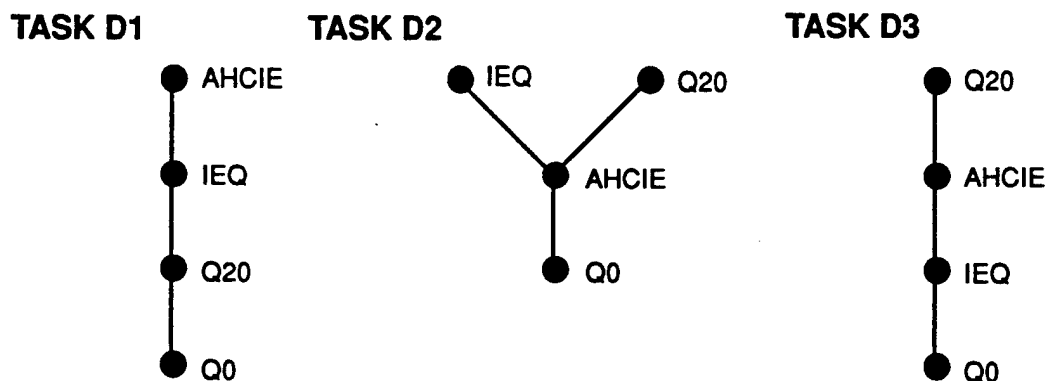 TASK D1
AHCIE
IEQ
Q20
Q0
TASK D2
IEQ
Q20
AHCIE
Q0
TASK D3
Q20
AHCIE
IEQ
Q0